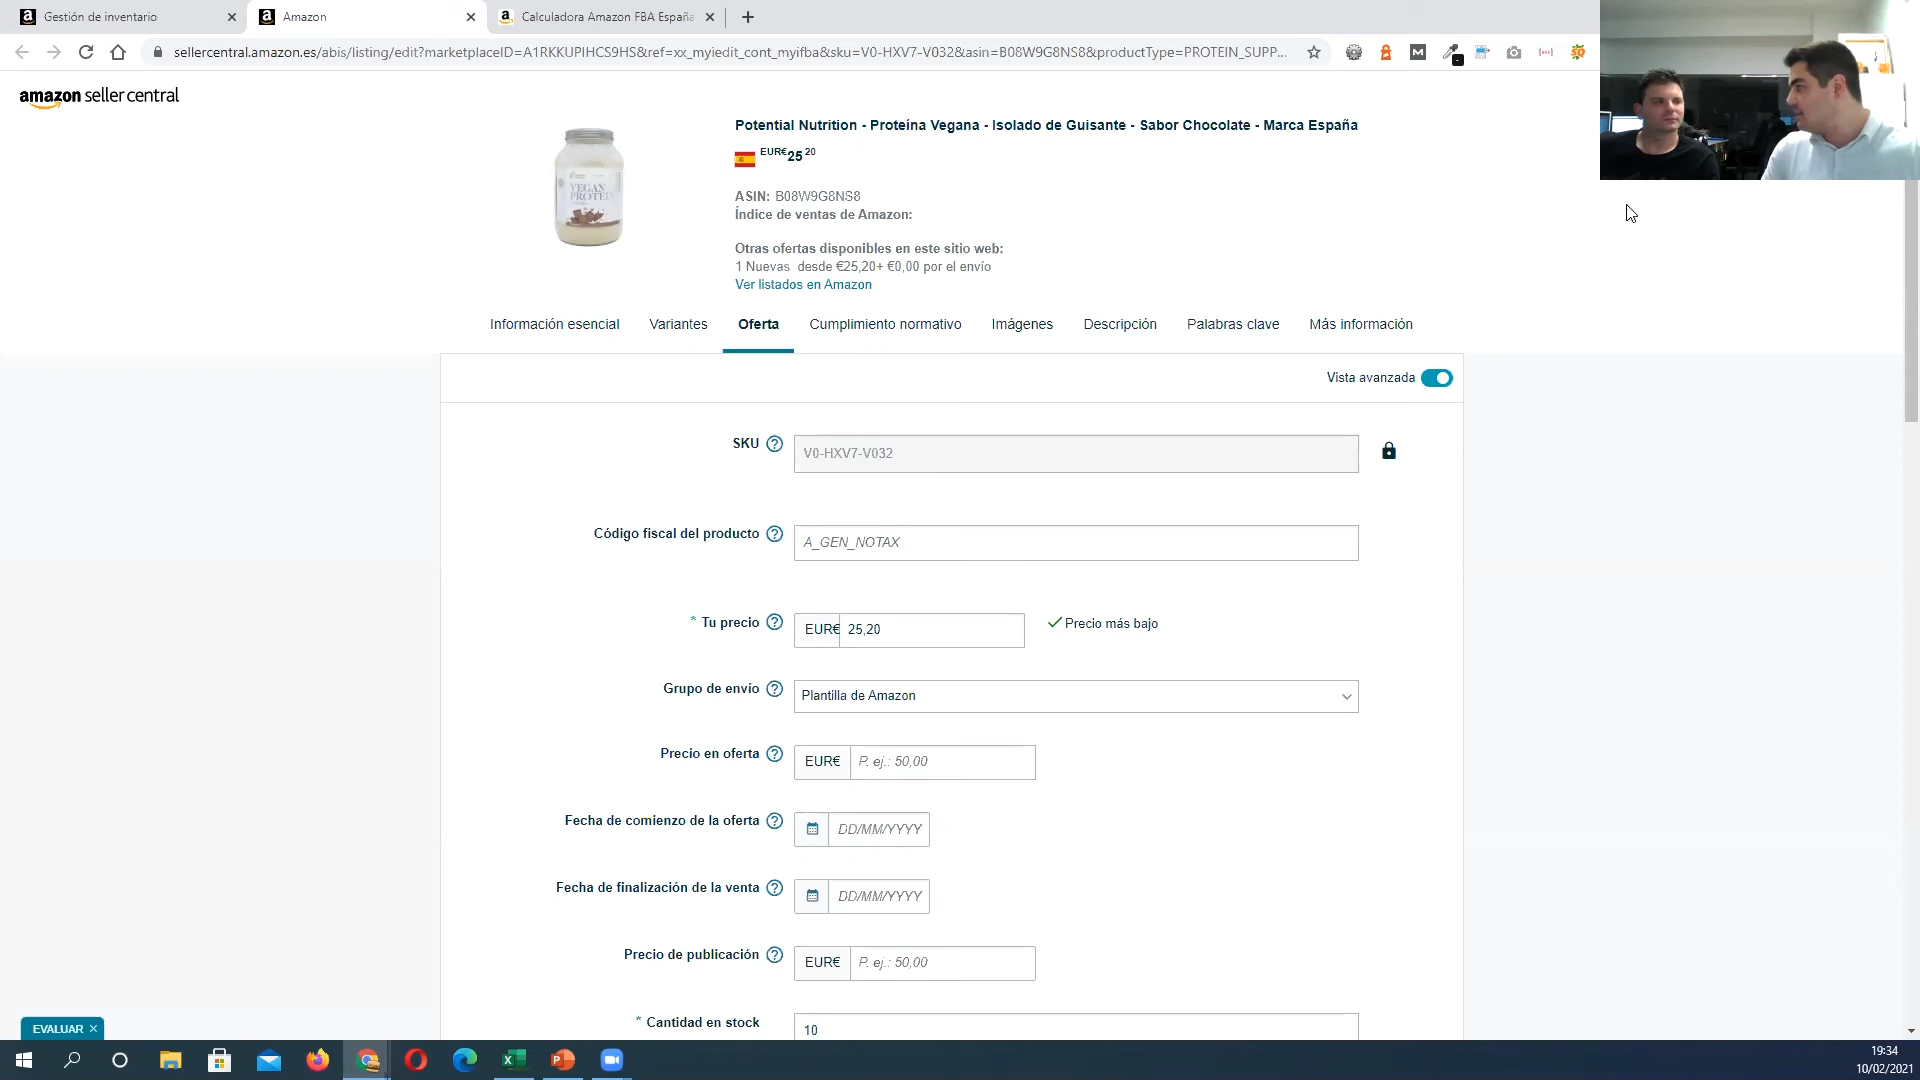 Gestión de inventario
Amazon
Calculadora Amazon FBA España
sellercentral.amazon.es/abis/listing/edit?marketplaceID=A1RKKUPIHCS9HS&ref=xx_myiedit_cont_myifba&sku=V0-HXV7-V032&asin=B08W9G8NS8&productType=PROTEIN_SUPP...
amazon seller central
VEGAN
PROTEIN
Potential Nutrition - Proteína Vegana - Isolado de Guisante - Sabor Chocolate - Marca España
EUR€25 20
ASIN: B08W9G8NS8
Índice de ventas de Amazon:
Otras ofertas disponibles en este sitio web:
1 Nuevas desde €25,20+ €0,00 por el envío
Ver listados en Amazon
Información esencial Variantes Oferta Cumplimiento normativo Imágenes Descripción Palabras clave Más información
Vista avanzada
SKU V0-HXV7-V032
Código fiscal del producto A_GEN_NOTAX
* Tu precio EUR€ 25,20 Precio más bajo
Grupo de envío Plantilla de Amazon
Precio en oferta EUR€ P. ej.: 50,00
Fecha de comienzo de la oferta DD/MM/YYYY
Fecha de finalización de la venta DD/MM/YYYY
Precio de publicación EUR€ P. ej.: 50,00
* Cantidad en stock 10
EVALUAR
19:34
10/02/2021